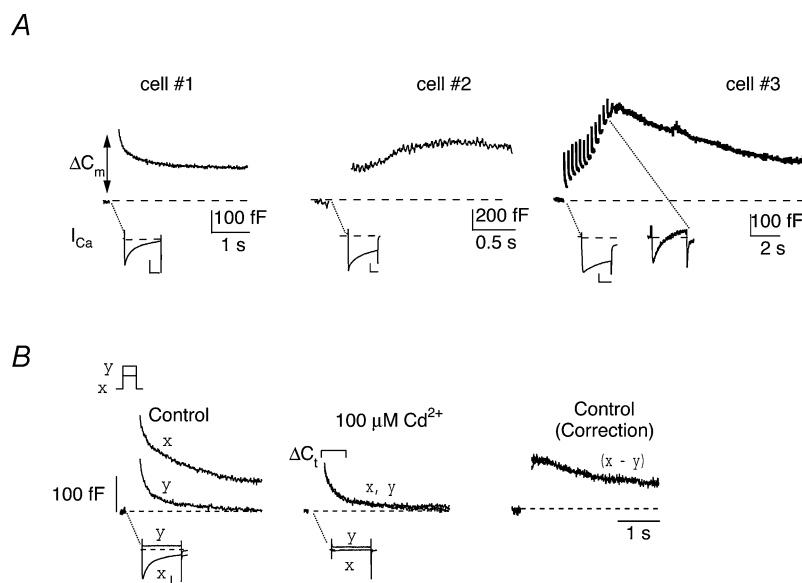 A
cell #1
cell #2
cell #3
ΔCm
100 fF
1 s
200 fF
0.5 s
100 fF
2 s
ICa
B
y
x
Control
100 µM Cd2+
Control
(Correction)
x
y
ΔCt
x, y
(x - y)
100 fF
1 s
y
x
y
x